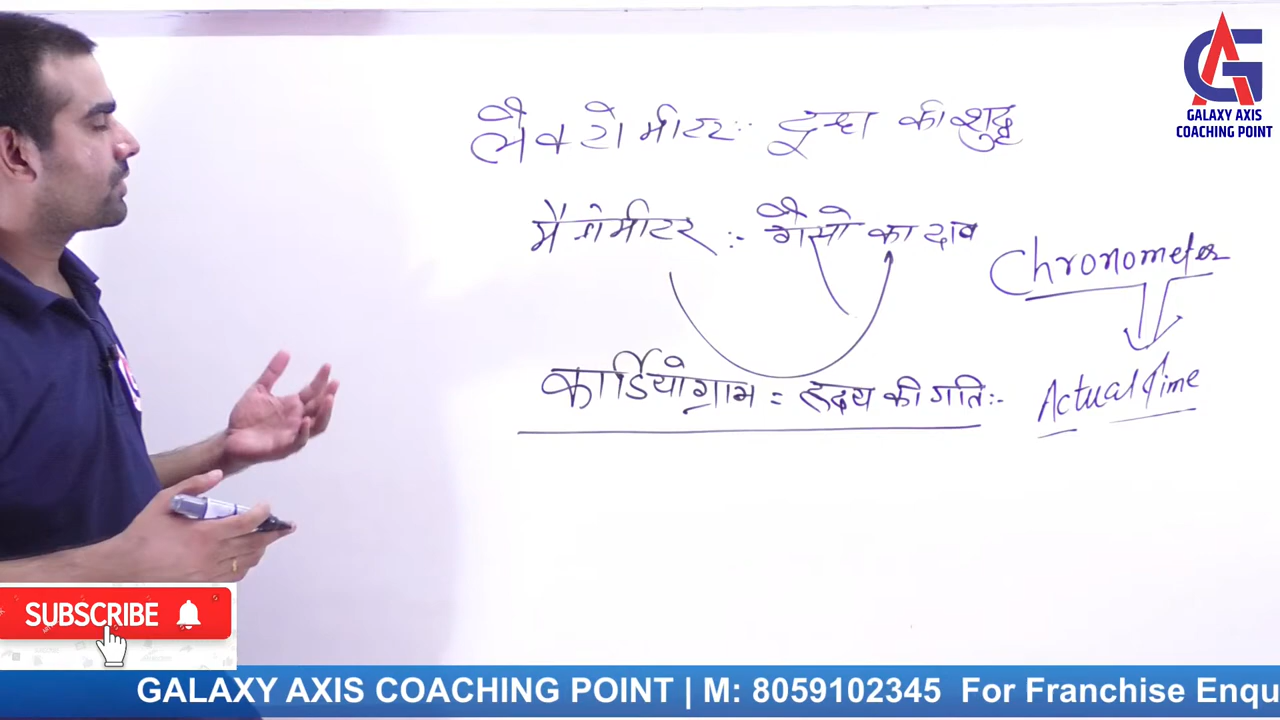 GALAXY AXIS
COACHING POINT
लैक्टोमीटर :- दूध की शुद्ध
मैनोमीटर :- गैसो का दाब
Chronometer
कार्डियोग्राम = हृदय की गति :-
Actual Time
SUBSCRIBE
GALAXY AXIS COACHING POINT | M: 8059102345 For Franchise Enqu